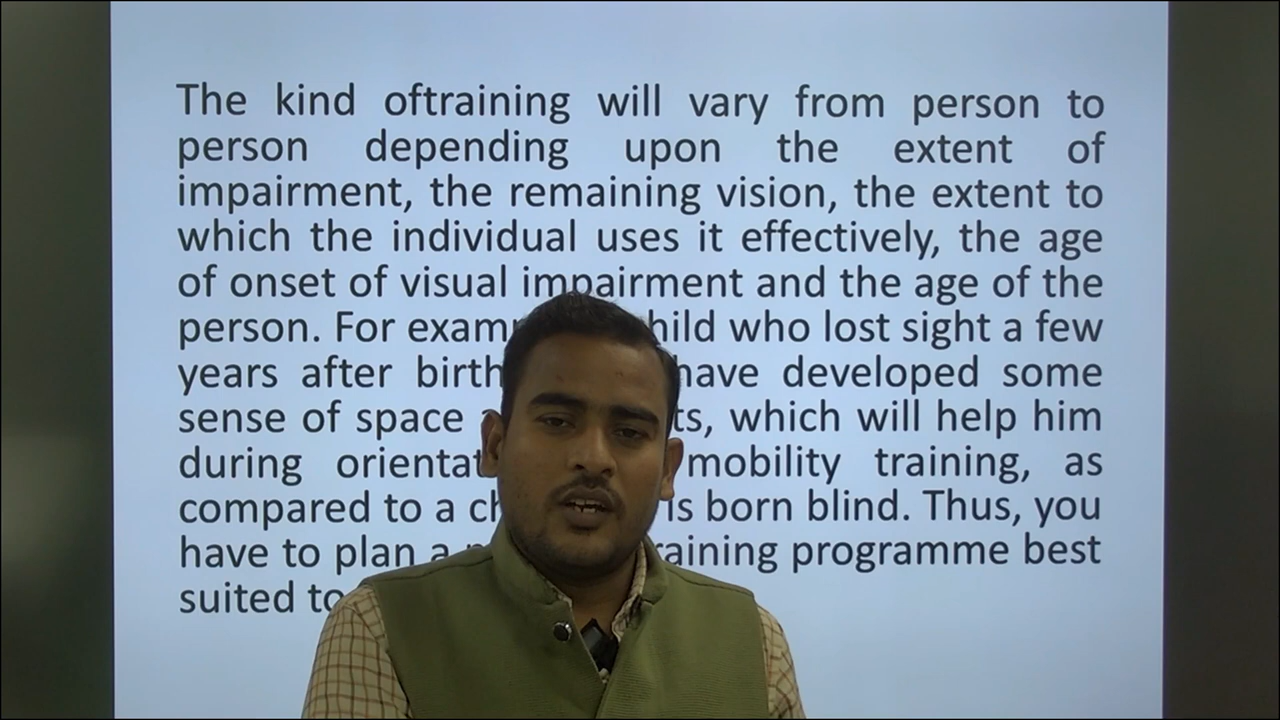 The kind oftraining will vary from person to
person depending upon the extent of
impairment, the remaining vision, the extent to
which the individual uses it effectively, the age
of onset of visual impairment and the age of the
person. For who lost sight a few
years after birth have developed some
sense of space which will help him
during mobility training, as
compared to a is born blind. Thus, you
have to plan a programme best
suited to